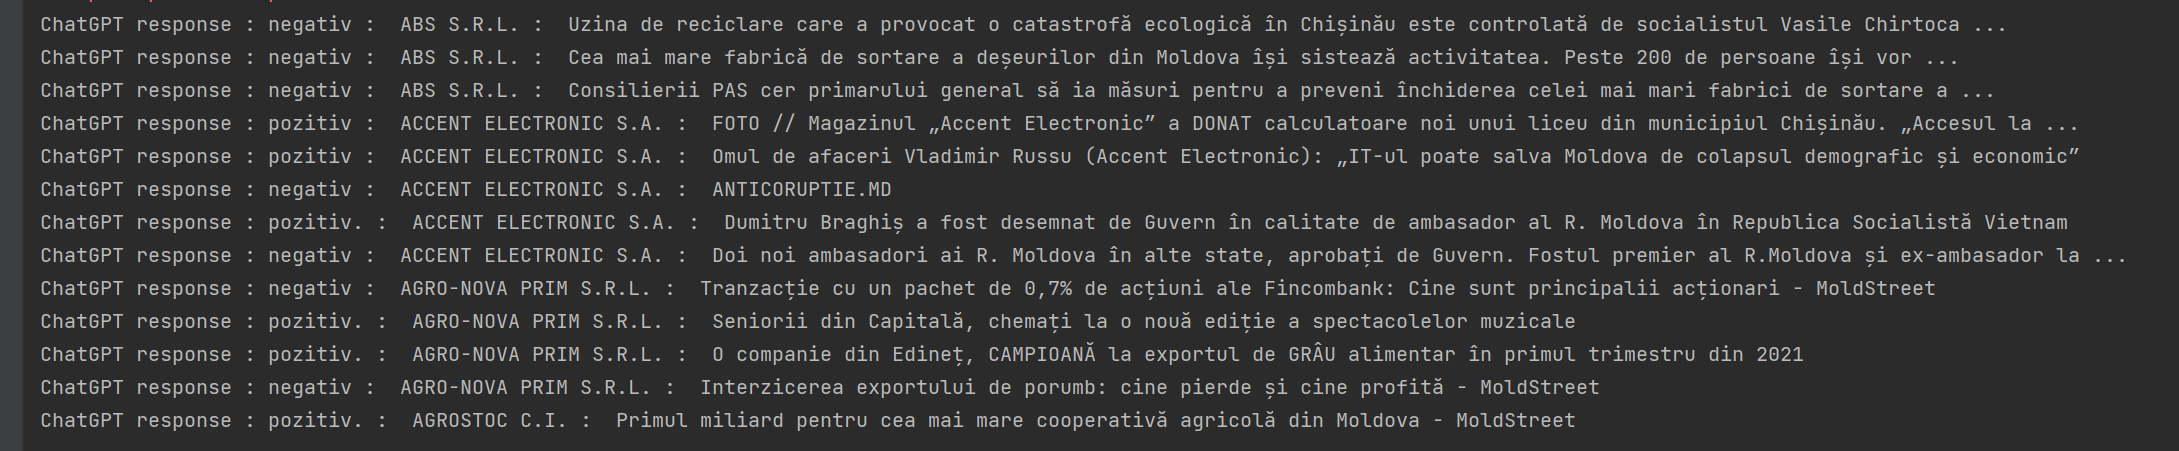 ChatGPT response : negativ :  ABS S.R.L. :  Uzina de reciclare care a provocat o catastrofă ecologică în Chișinău este controlată de socialistul Vasile Chirtoca ...
ChatGPT response : negativ :  ABS S.R.L. :  Cea mai mare fabrică de sortare a deșeurilor din Moldova își sistează activitatea. Peste 200 de persoane își vor ...
ChatGPT response : negativ :  ABS S.R.L. :  Consilierii PAS cer primarului general să ia măsuri pentru a preveni închiderea celei mai mari fabrici de sortare a ...
ChatGPT response : pozitiv :  ACCENT ELECTRONIC S.A. :  FOTO // Magazinul „Accent Electronic” a DONAT calculatoare noi unui liceu din municipiul Chișinău. „Accesul la ...
ChatGPT response : pozitiv :  ACCENT ELECTRONIC S.A. :  Omul de afaceri Vladimir Russu (Accent Electronic): „IT-ul poate salva Moldova de colapsul demografic și economic”
ChatGPT response : negativ :  ACCENT ELECTRONIC S.A. :  ANTICORUPTIE.MD
ChatGPT response : pozitiv. :  ACCENT ELECTRONIC S.A. :  Dumitru Braghiș a fost desemnat de Guvern în calitate de ambasador al R. Moldova în Republica Socialistă Vietnam
ChatGPT response : negativ :  ACCENT ELECTRONIC S.A. :  Doi noi ambasadori ai R. Moldova în alte state, aprobați de Guvern. Fostul premier al R.Moldova și ex-ambasador la ...
ChatGPT response : negativ :  AGRO-NOVA PRIM S.R.L. :  Tranzacție cu un pachet de 0,7% de acțiuni ale Fincombank: Cine sunt principalii acționari - MoldStreet
ChatGPT response : pozitiv. :  AGRO-NOVA PRIM S.R.L. :  Seniorii din Capitală, chemați la o nouă ediție a spectacolelor muzicale
ChatGPT response : pozitiv. :  AGRO-NOVA PRIM S.R.L. :  O companie din Edineț, CAMPIOANĂ la exportul de GRÂU alimentar în primul trimestru din 2021
ChatGPT response : negativ :  AGRO-NOVA PRIM S.R.L. :  Interzicerea exportului de porumb: cine pierde și cine profită - MoldStreet
ChatGPT response : pozitiv. :  AGROSTOC C.I. :  Primul miliard pentru cea mai mare cooperativă agricolă din Moldova - MoldStreet